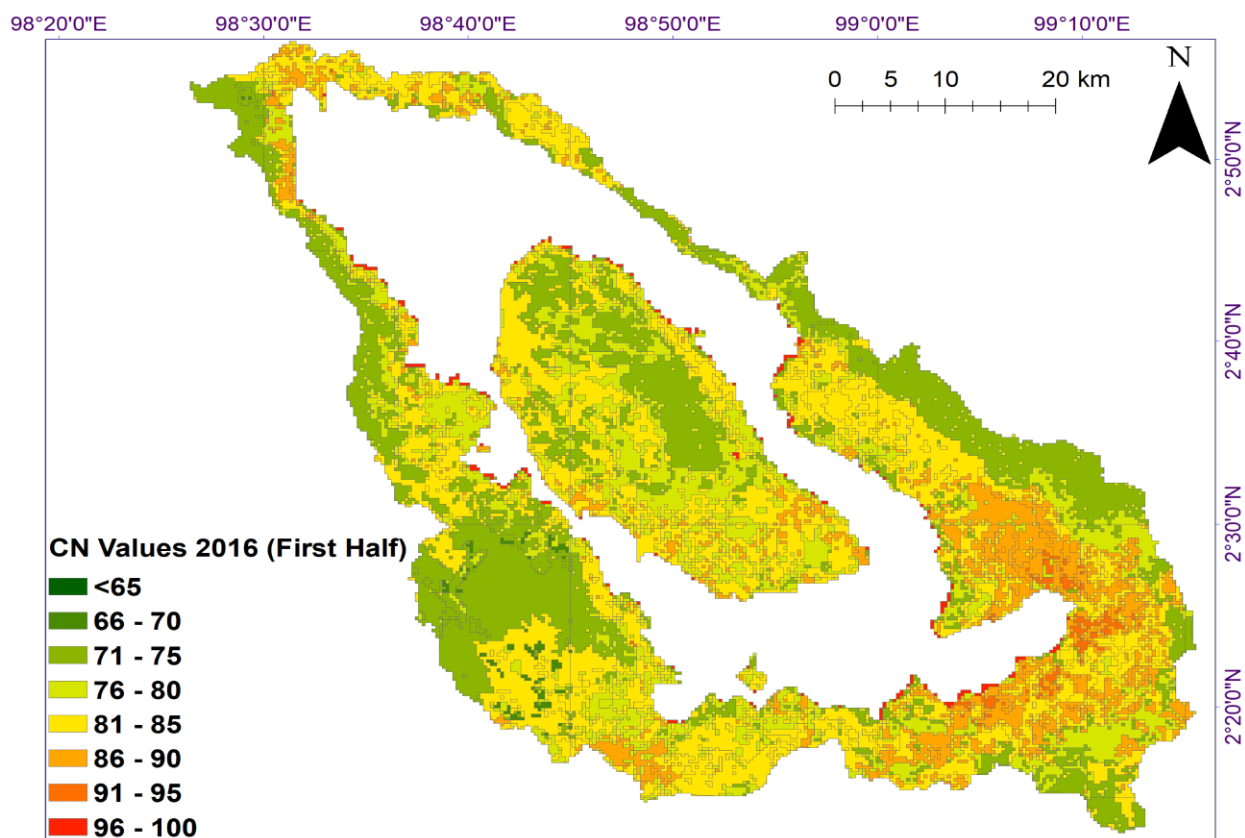 98°20'0"E 98°30'0"E 98°40'0"E 98°50'0"E 99°0'0"E 99°10'0"E
N
0 5 10 20 km
2°50'0"N
2°40'0"N
2°30'0"N
2°20'0"N
CN Values 2016 (First Half)
<65
66 - 70
71 - 75
76 - 80
81 - 85
86 - 90
91 - 95
96 - 100